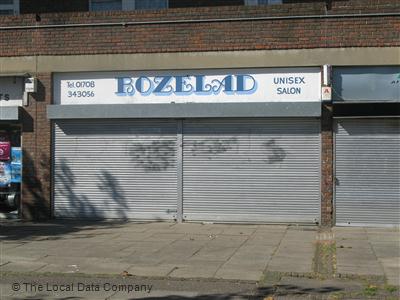 Tel. 01708
343056
ROZELAD
UNISEX
SALON
© The Local Data Company